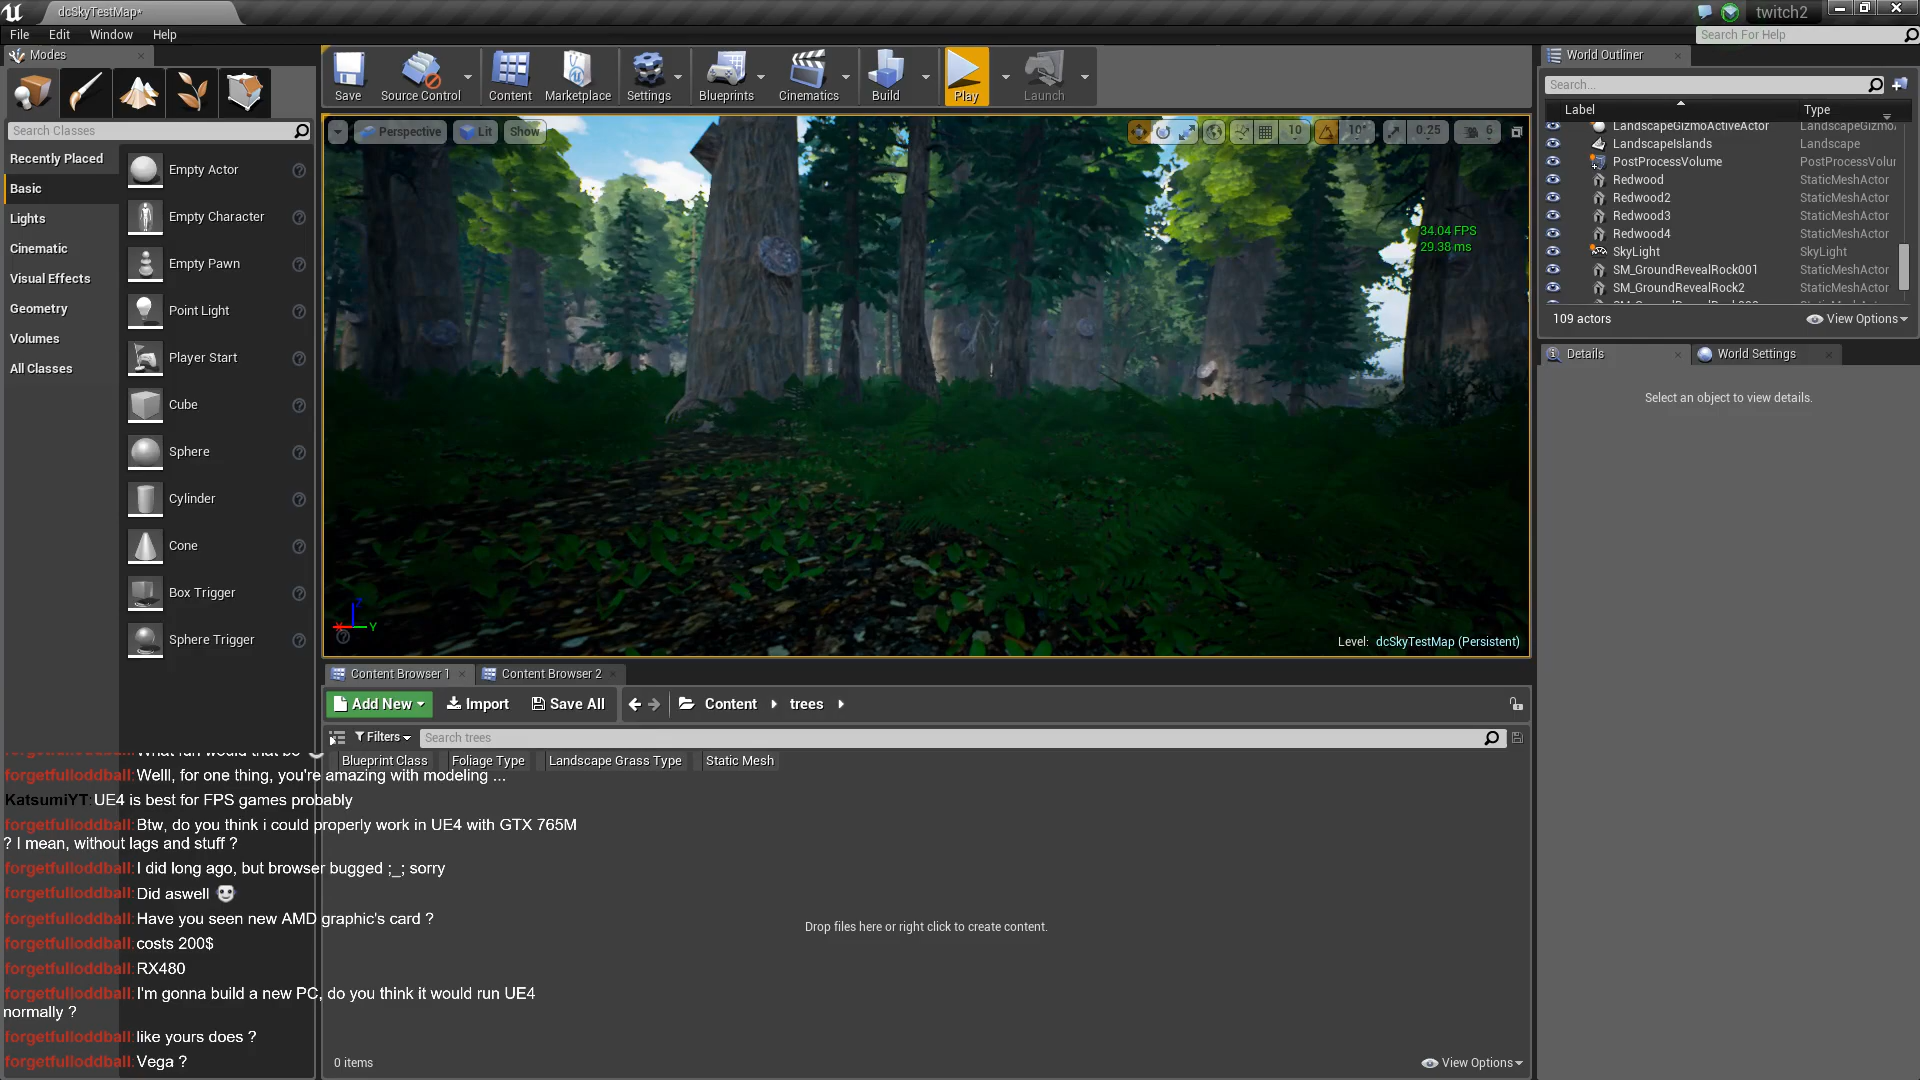 dcSkyTestMap*
twitch2
File Edit Window Help
Search For Help
Modes
Search Classes
Recently Placed
Basic
Lights
Cinematic
Visual Effects
Geometry
Volumes
All Classes
Empty Actor
Empty Character
Empty Pawn
Point Light
Player Start
Cube
Sphere
Cylinder
Cone
Box Trigger
Sphere Trigger
Save Source Control Content Marketplace Settings Blueprints Cinematics Build Play Launch
Perspective Lit Show
10 10° 0.25 6
34.04 FPS
29.38 ms
X Y Z
Level: dcSkyTestMap (Persistent)
World Outliner
Search...
Label Type
LandscapeGizmoActiveActor LandscapeGizmo
LandscapeIslands Landscape
PostProcessVolume PostProcessVolu
Redwood StaticMeshActor
Redwood2 StaticMeshActor
Redwood3 StaticMeshActor
Redwood4 StaticMeshActor
SkyLight SkyLight
SM_GroundRevealRock001 StaticMeshActor
SM_GroundRevealRock2 StaticMeshActor
109 actors View Options
Details World Settings
Select an object to view details.
Content Browser 1 Content Browser 2
Add New Import Save All Content trees
Filters Search trees
Blueprint Class Foliage Type Landscape Grass Type Static Mesh
Drop files here or right click to create content.
0 items View Options
forgetfulloddball: What fun would that be
forgetfulloddball: Welll, for one thing, you're amazing with modeling ...
KatsumiYT: UE4 is best for FPS games probably
forgetfulloddball: Btw, do you think i could properly work in UE4 with GTX 765M
? I mean, without lags and stuff ?
forgetfulloddball: I did long ago, but browser bugged ;_; sorry
forgetfulloddball: Did aswell
forgetfulloddball: Have you seen new AMD graphic's card ?
forgetfulloddball: costs 200$
forgetfulloddball: RX480
forgetfulloddball: I'm gonna build a new PC, do you think it would run UE4
normally ?
forgetfulloddball: like yours does ?
forgetfulloddball: Vega ?